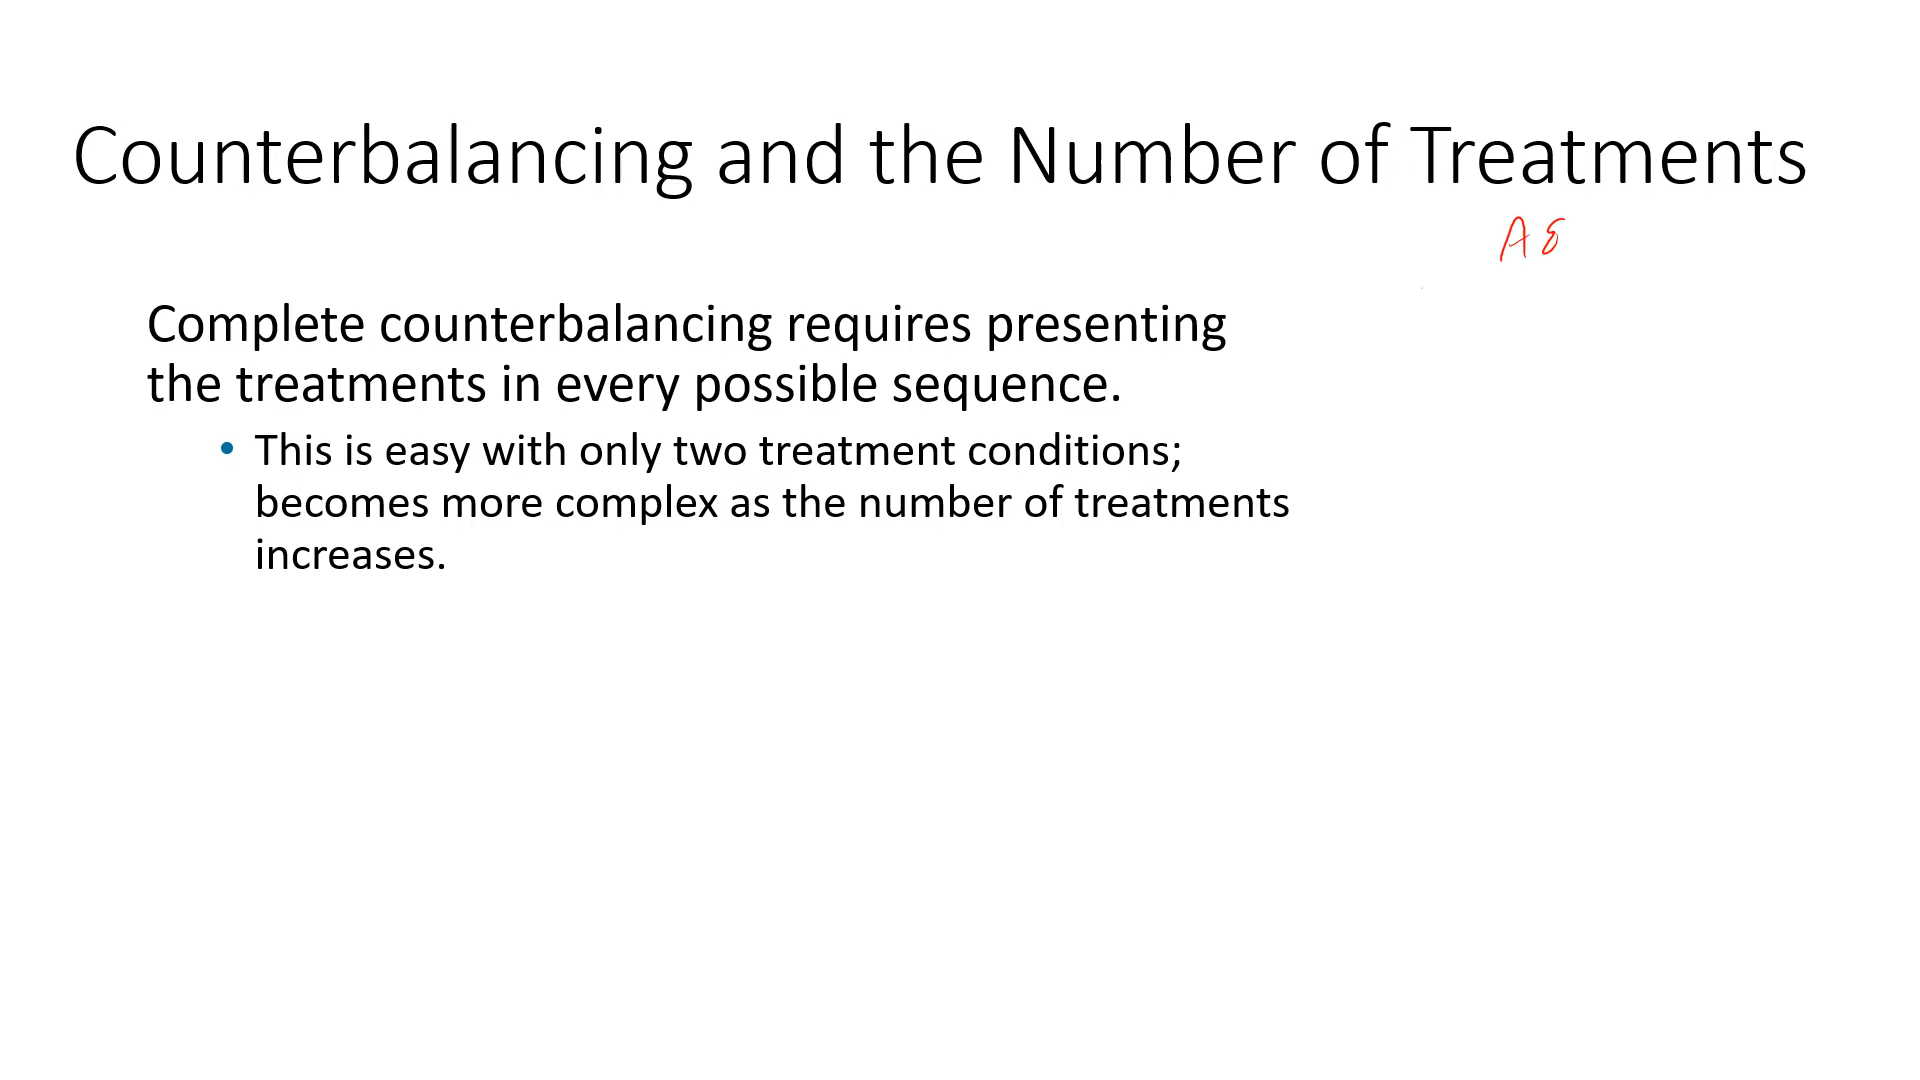 Counterbalancing and the Number of Treatments
A B
Complete counterbalancing requires presenting
the treatments in every possible sequence.
• This is easy with only two treatment conditions;
becomes more complex as the number of treatments
increases.